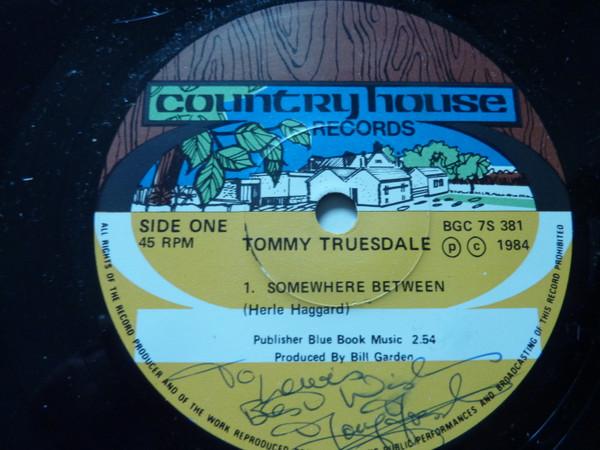 country house
RECORDS
SIDE ONE
45 RPM
BGC 7S 381
TOMMY TRUESDALE
p c 1984
1. SOMEWHERE BETWEEN
(Herle Haggard)
Publisher Blue Book Music 2.54
Produced By Bill Garden
To
Best
ALL RIGHTS OF THE RECORD PRODUCER AND OF THE WORK REPRODUCED
PUBLIC PERFORMANCES AND BROADCASTING OF THIS RECORD PROHIBITED